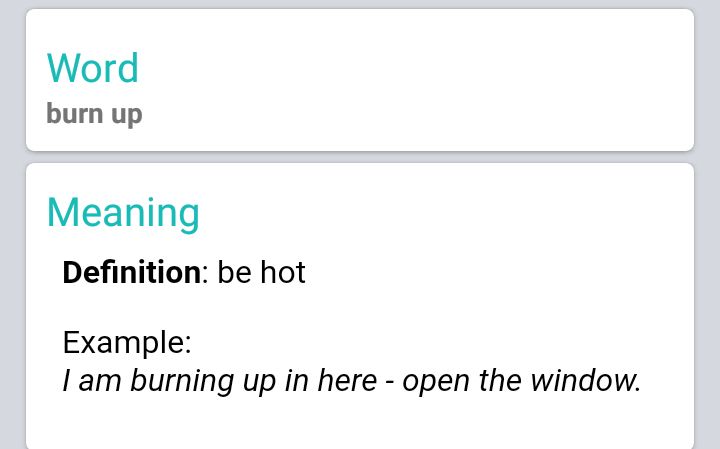 Word
burn up
Meaning
Definition: be hot
Example:
I am burning up in here - open the window.